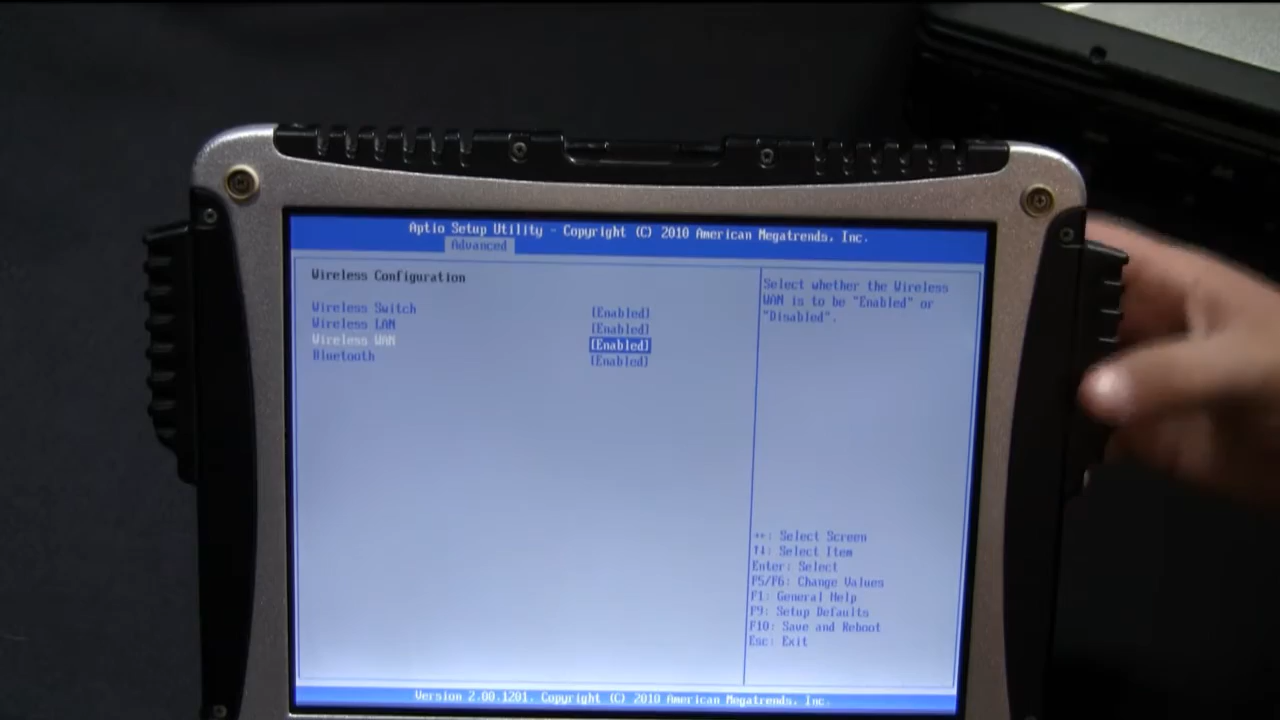 Aptio Setup Utility - Copyright (C) 2010 American Megatrends, Inc.
Advanced
Wireless Configuration
Wireless Switch [Enabled]
Wireless LAN [Enabled]
Wireless WAN [Enabled]
Bluetooth [Enabled]
Select whether the Wireless
WAN is to be "Enabled" or
"Disabled".
↔: Select Screen
↑↓: Select Item
Enter: Select
F5/F6: Change Values
F1: General Help
F9: Setup Defaults
F10: Save and Reboot
Esc: Exit
Version 2.00.1201. Copyright (C) 2010 American Megatrends, Inc.